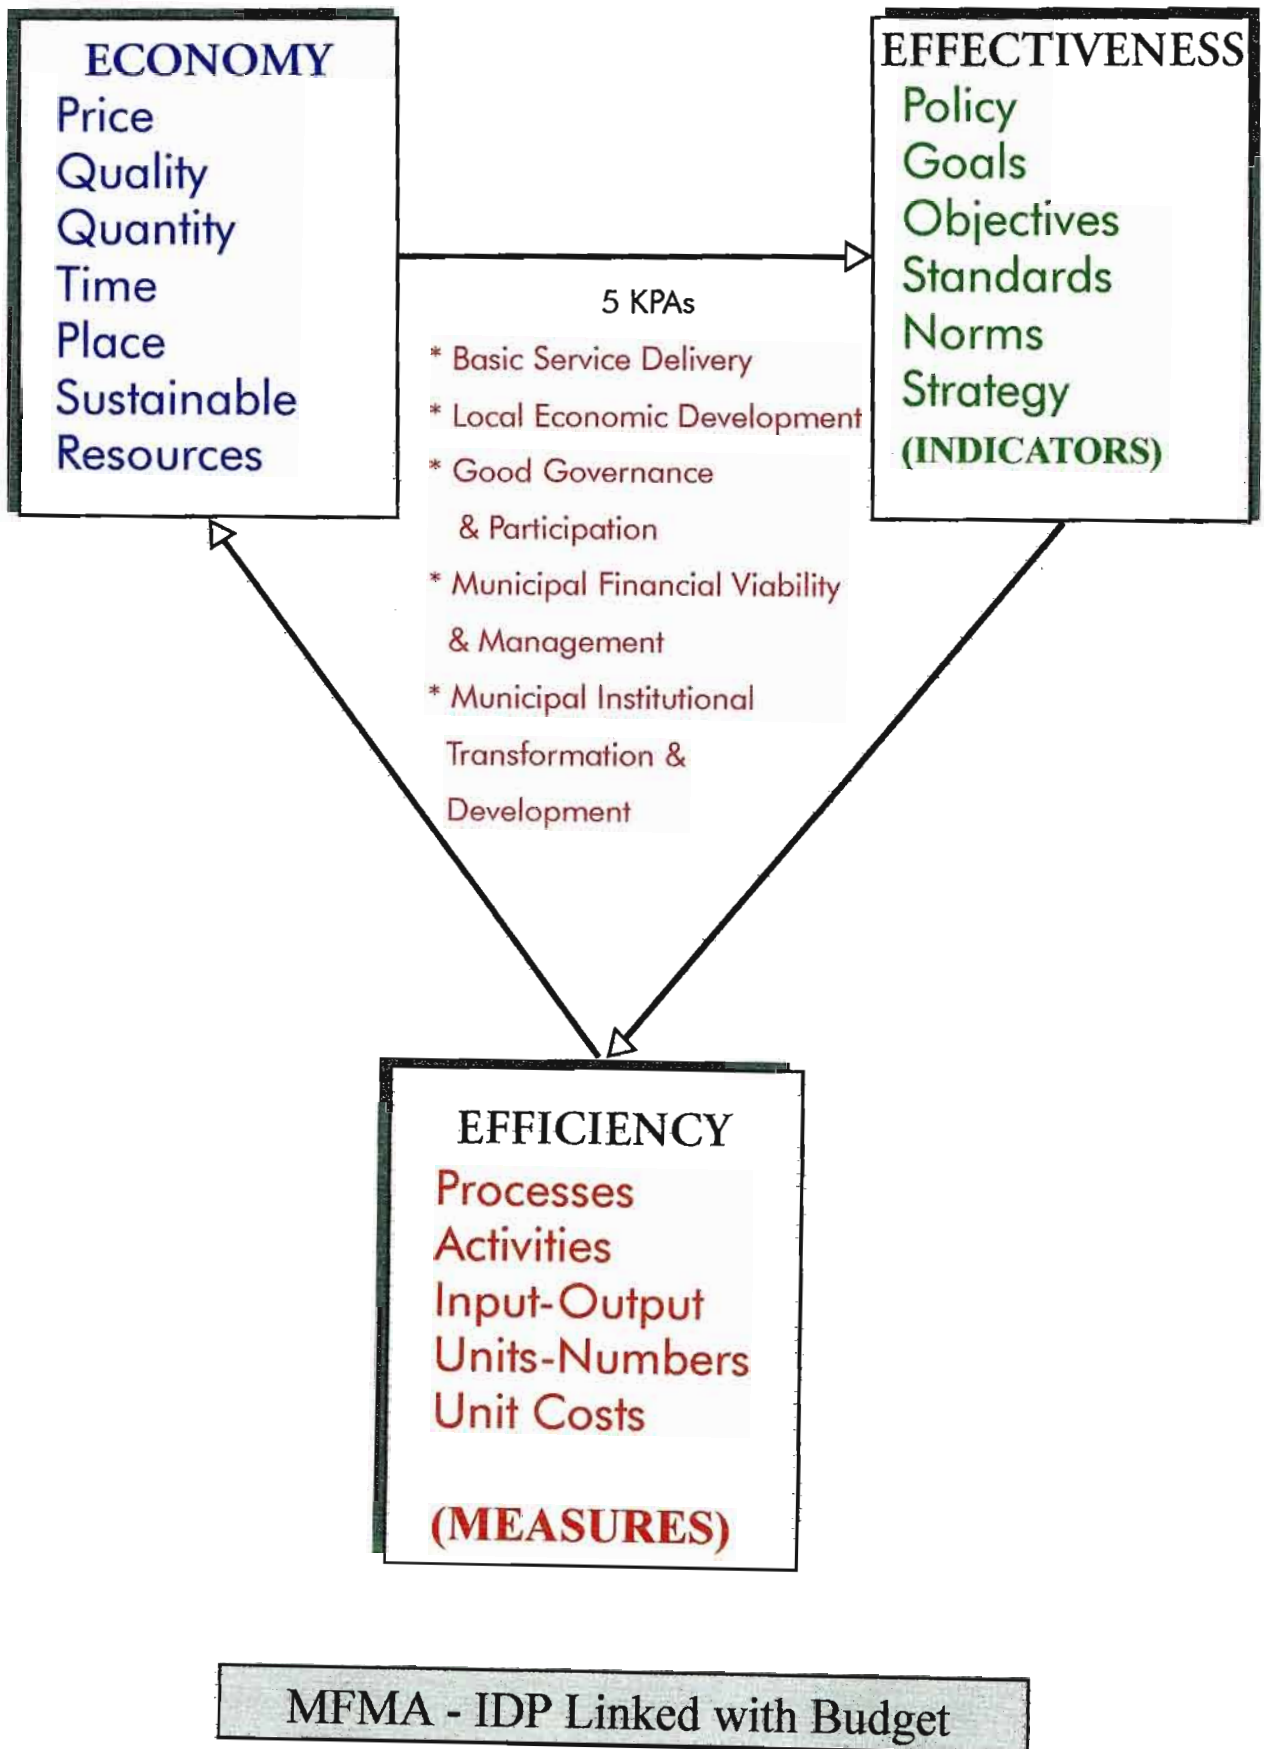 ECONOMY
Price
Quality
Quantity
Time
Place
Sustainable
Resources
EFFECTIVENESS
Policy
Goals
Objectives
Standards
Norms
Strategy
(INDICATORS)
5 KPAs
* Basic Service Delivery
* Local Economic Development
* Good Governance
& Participation
* Municipal Financial Viability
& Management
* Municipal Institutional
Transformation &
Development
EFFICIENCY
Processes
Activities
Input-Output
Units-Numbers
Unit Costs
(MEASURES)
MFMA - IDP Linked with Budget